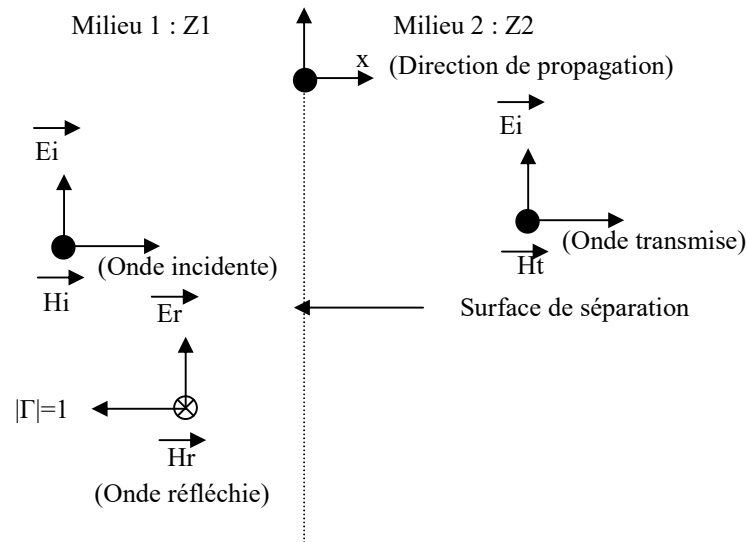 Milieu 1 : Z1
Milieu 2 : Z2
x
(Direction de propagation)
Ei
Ei
(Onde incidente)
(Onde transmise)
Hi
Ht
Er
Surface de séparation
|Γ|=1
Hr
(Onde réfléchie)